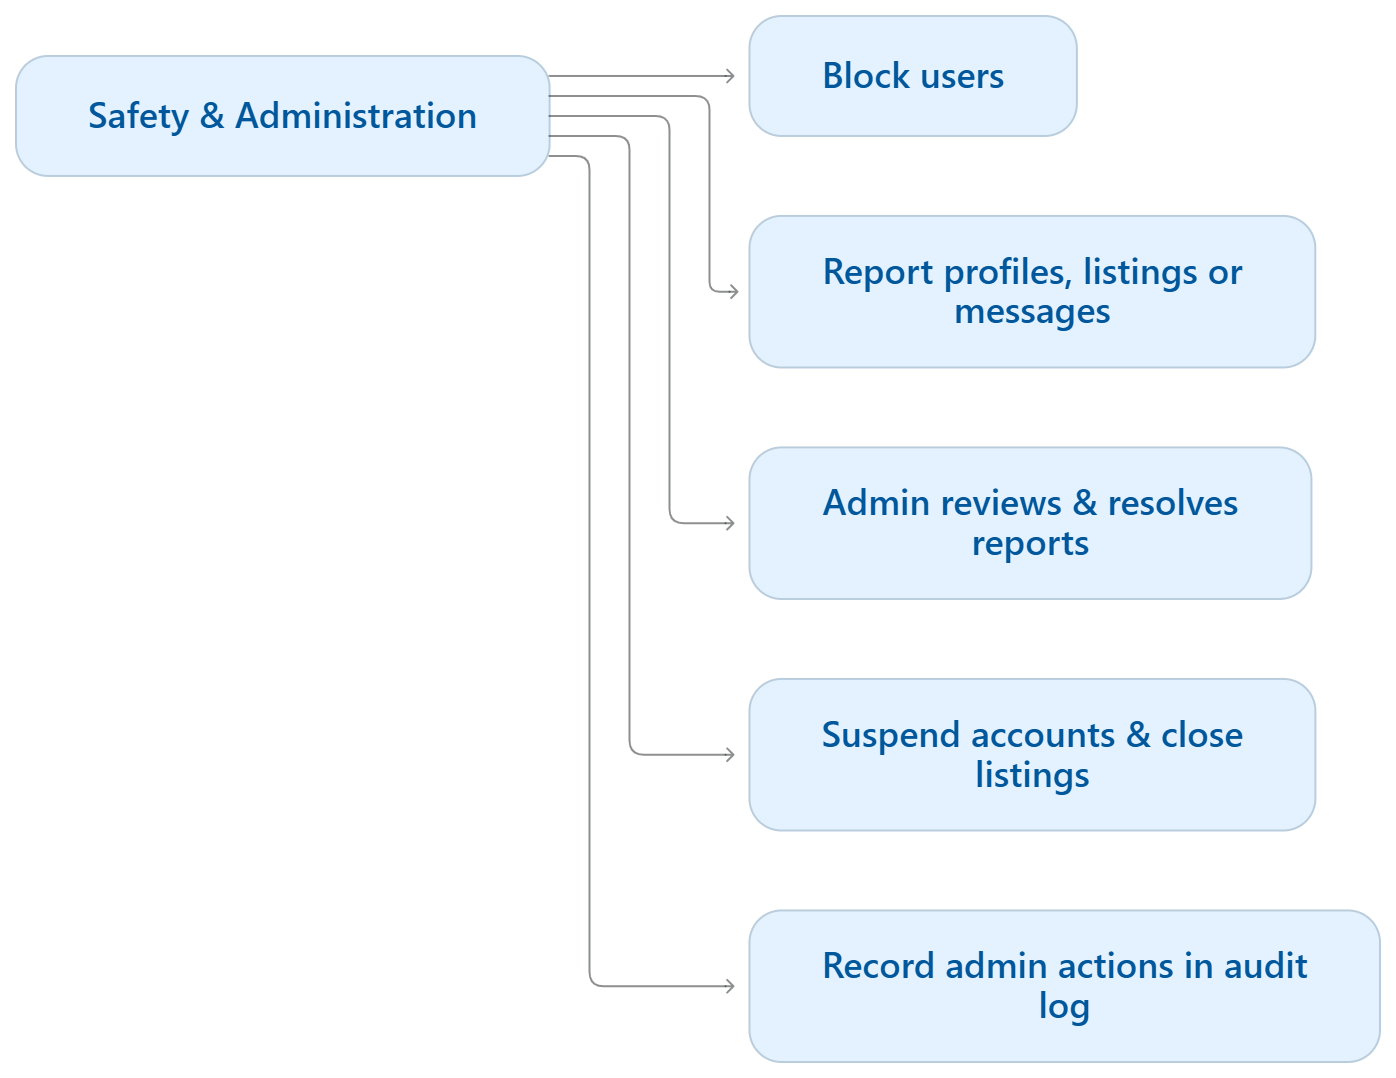 Safety & Administration
Block users
Report profiles, listings or
messages
Admin reviews & resolves
reports
Suspend accounts & close
listings
Record admin actions in audit
log